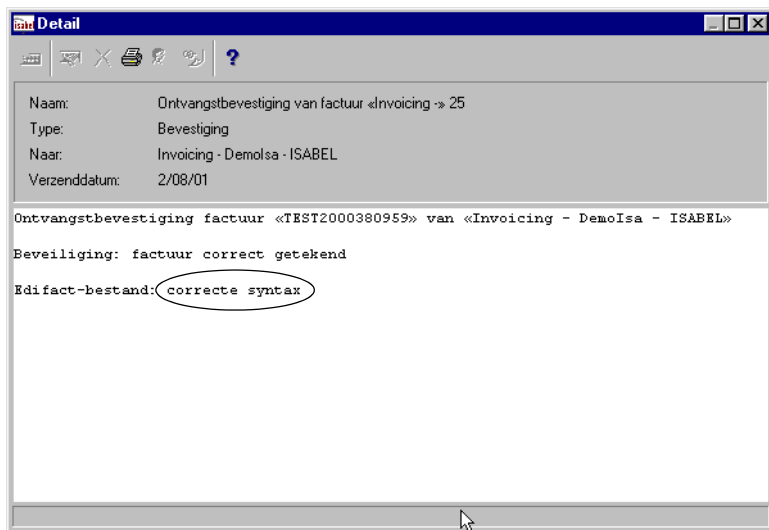 isabel Detail
?
Naam: Ontvangstbevestiging van factuur «Invoicing -» 25
Type: Bevestiging
Naar: Invoicing - DemoIsa - ISABEL
Verzenddatum: 2/08/01
Ontvangstbevestiging factuur «TEST2000380959» van «Invoicing - DemoIsa - ISABEL»
Beveiliging: factuur correct getekend
Edifact-bestand: correcte syntax